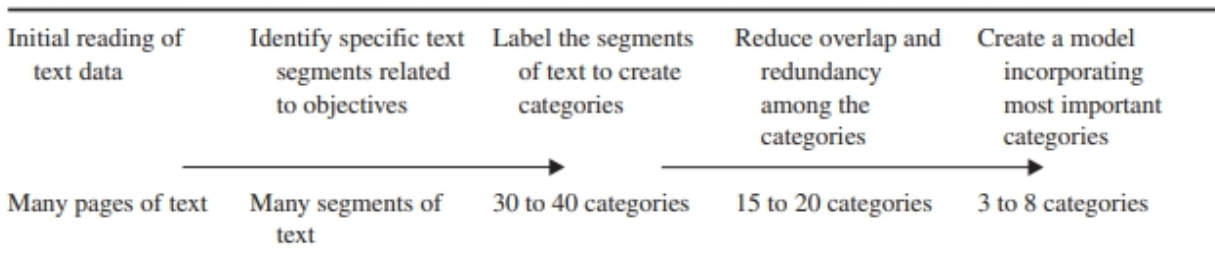 Initial reading of
text data
Identify specific text
segments related
to objectives
Label the segments
of text to create
categories
Reduce overlap and
redundancy
among the
categories
Create a model
incorporating
most important
categories
Many pages of text
Many segments of
text
30 to 40 categories
15 to 20 categories
3 to 8 categories